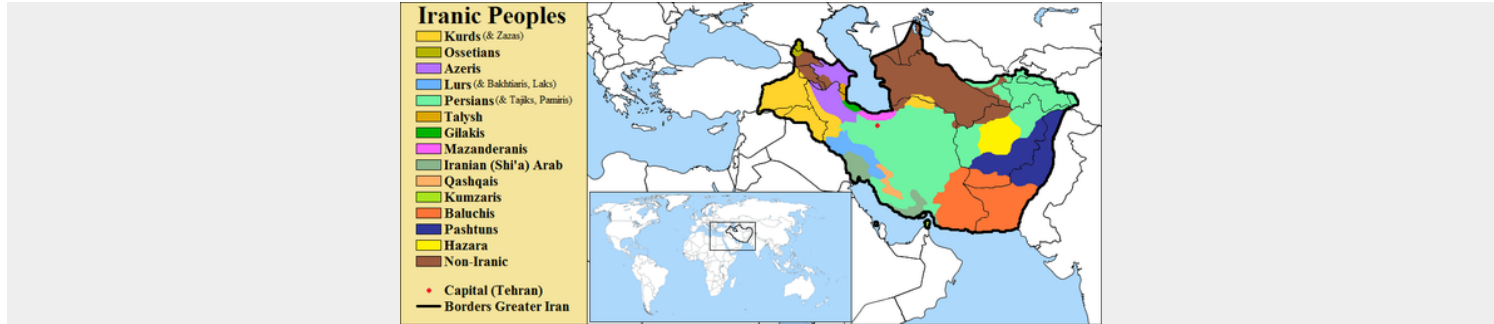 Iranic Peoples
Kurds (& Zazas)
Ossetians
Azeris
Lurs (& Bakhtiaris, Laks)
Persians (& Tajiks, Pamiris)
Talysh
Gilakis
Mazanderanis
Iranian (Shi'a) Arab
Qashqais
Kumzaris
Baluchis
Pashtuns
Hazara
Non-Iranic
Capital (Tehran)
Borders Greater Iran